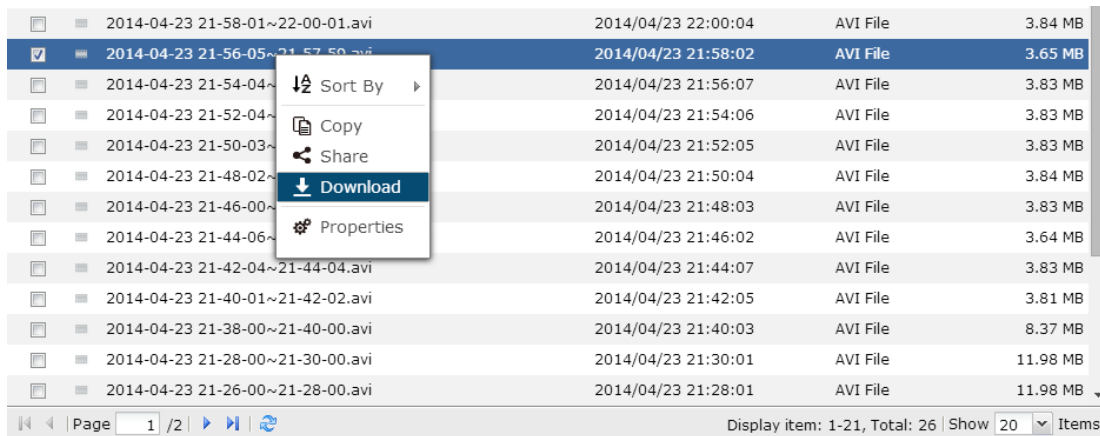 2014-04-23 21-58-01~22-00-01.avi 2014/04/23 22:00:04 AVI File 3.84 MB
2014-04-23 21-56-05~21-57-59.avi 2014/04/23 21:58:02 AVI File 3.65 MB
2014-04-23 21-54-04~ 2014/04/23 21:56:07 AVI File 3.83 MB
Sort By
2014-04-23 21-52-04~ 2014/04/23 21:54:06 AVI File 3.83 MB
Copy
2014-04-23 21-50-03~ 2014/04/23 21:52:05 AVI File 3.83 MB
Share
2014-04-23 21-48-02~ 2014/04/23 21:50:04 AVI File 3.84 MB
Download
2014-04-23 21-46-00~ 2014/04/23 21:48:03 AVI File 3.83 MB
Properties
2014-04-23 21-44-06~ 2014/04/23 21:46:02 AVI File 3.64 MB
2014-04-23 21-42-04~21-44-04.avi 2014/04/23 21:44:07 AVI File 3.83 MB
2014-04-23 21-40-01~21-42-02.avi 2014/04/23 21:42:05 AVI File 3.81 MB
2014-04-23 21-38-00~21-40-00.avi 2014/04/23 21:40:03 AVI File 8.37 MB
2014-04-23 21-28-00~21-30-00.avi 2014/04/23 21:30:01 AVI File 11.98 MB
2014-04-23 21-26-00~21-28-00.avi 2014/04/23 21:28:01 AVI File 11.98 MB
Page 1 /2 Display item: 1-21, Total: 26 Show 20 Items